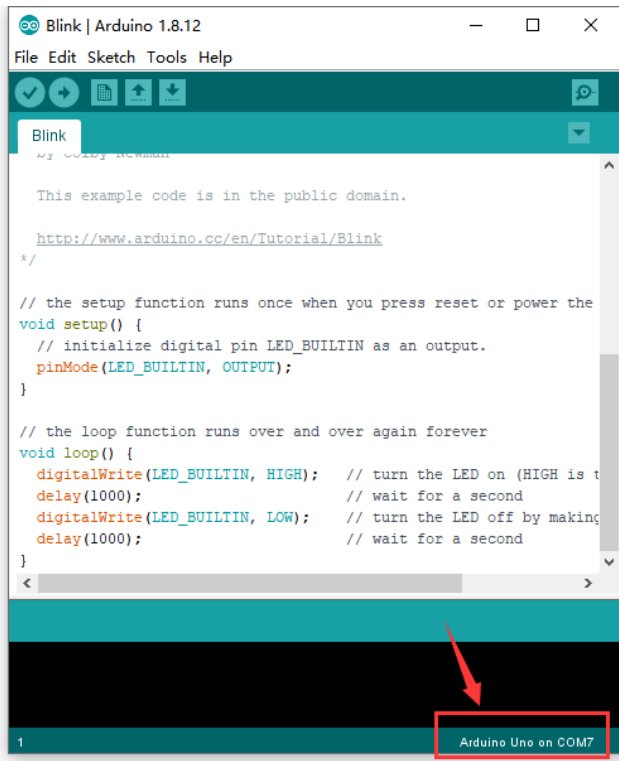 Blink | Arduino 1.8.12
File Edit Sketch Tools Help
Blink
by Colby Newman
This example code is in the public domain.
http://www.arduino.cc/en/Tutorial/Blink
*/
// the setup function runs once when you press reset or power the
void setup() {
  // initialize digital pin LED_BUILTIN as an output.
  pinMode(LED_BUILTIN, OUTPUT);
}
// the loop function runs over and over again forever
void loop() {
  digitalWrite(LED_BUILTIN, HIGH);   // turn the LED on (HIGH is t
  delay(1000);                       // wait for a second
  digitalWrite(LED_BUILTIN, LOW);    // turn the LED off by making
  delay(1000);                       // wait for a second
}
1
Arduino Uno on COM7